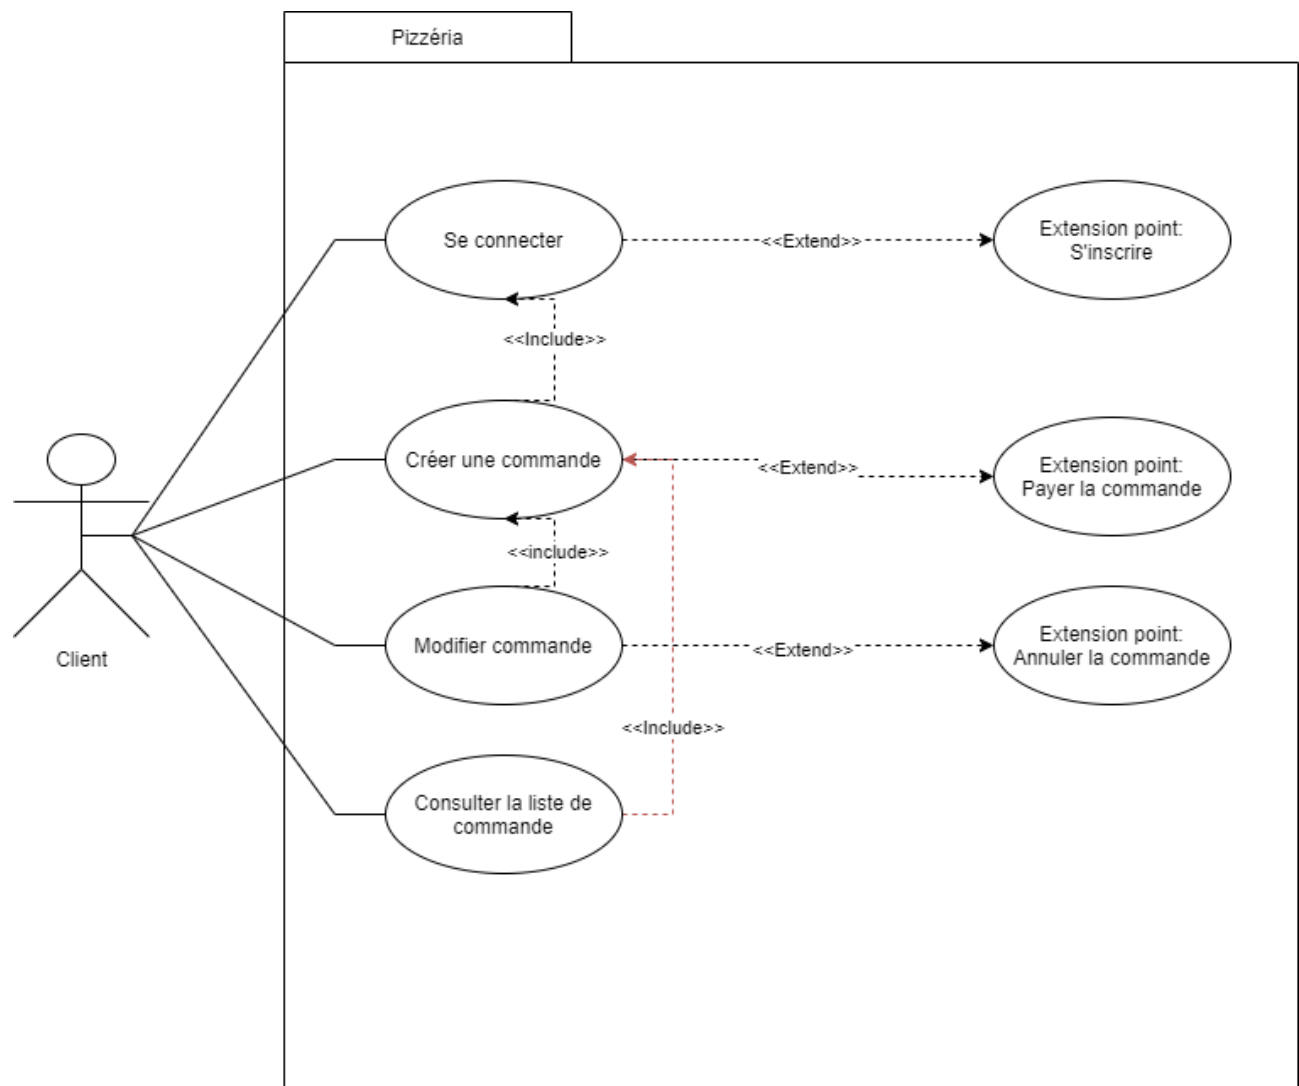 Pizzéria
Se connecter
<<Extend>>
Extension point:
S'inscrire
<<Include>>
Créer une commande
<<Extend>>
Extension point:
Payer la commande
<<include>>
Modifier commande
<<Extend>>
Extension point:
Annuler la commande
Client
<<Include>>
Consulter la liste de
commande